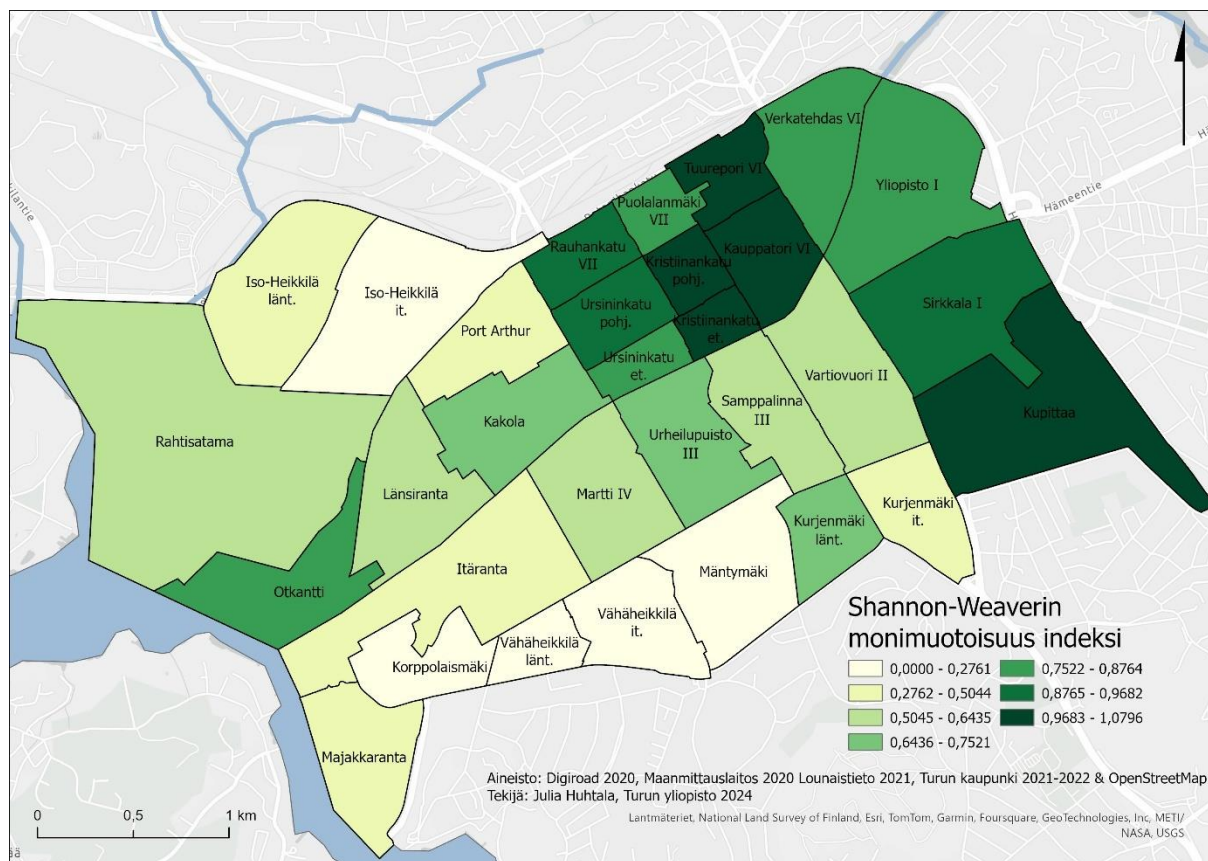 Verkatehdas VI
Tuurepori VI
Yliopisto I
Hämeentie
Puolalanmäki
VII
Rauhankatu
VII
Kristiinankatu
pohj.
Kauppatori VI
Iso-Heikkilä
länt.
Iso-Heikkilä
it.
Port Arthur
Ursininkatu
pohj.
Kristiinankatu
et.
Sirkkala I
Ursininkatu
et.
Vartiovuori II
Samppalinna
III
Kupittaa
Rahtisatama
Kakola
Urheilupuisto
III
Länsiranta
Martti IV
Kurjenmäki
it.
Kurjenmäki
länt.
Otkantti
Itäranta
Mäntymäki
Vähäheikkilä
it.
Vähäheikkilä
länt.
Korppolaismäki
Majakkaranta
Shannon-Weaverin
monimuotoisuus indeksi
0,0000 - 0,2761
0,2762 - 0,5044
0,5045 - 0,6435
0,6436 - 0,7521
0,7522 - 0,8764
0,8765 - 0,9682
0,9683 - 1,0796
Aineisto: Digiroad 2020, Maanmittauslaitos 2020 Lounaistieto 2021, Turun kaupunki 2021-2022 & OpenStreetMap
Tekijä: Julia Huhtala, Turun yliopisto 2024
0 0,5 1 km
Lantmäteriet, National Land Survey of Finland, Esri, TomTom, Garmin, Foursquare, GeoTechnologies, Inc, METI/
NASA, USGS